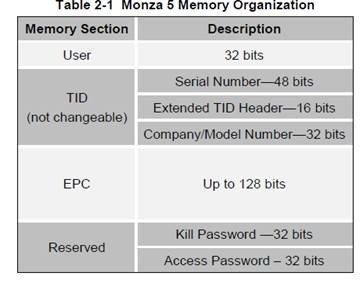 Table 2-1 Monza 5 Memory Organization
Memory Section Description
User 32 bits
TID
(not changeable)
Serial Number—48 bits
Extended TID Header—16 bits
Company/Model Number—32 bits
EPC Up to 128 bits
Reserved
Kill Password —32 bits
Access Password – 32 bits